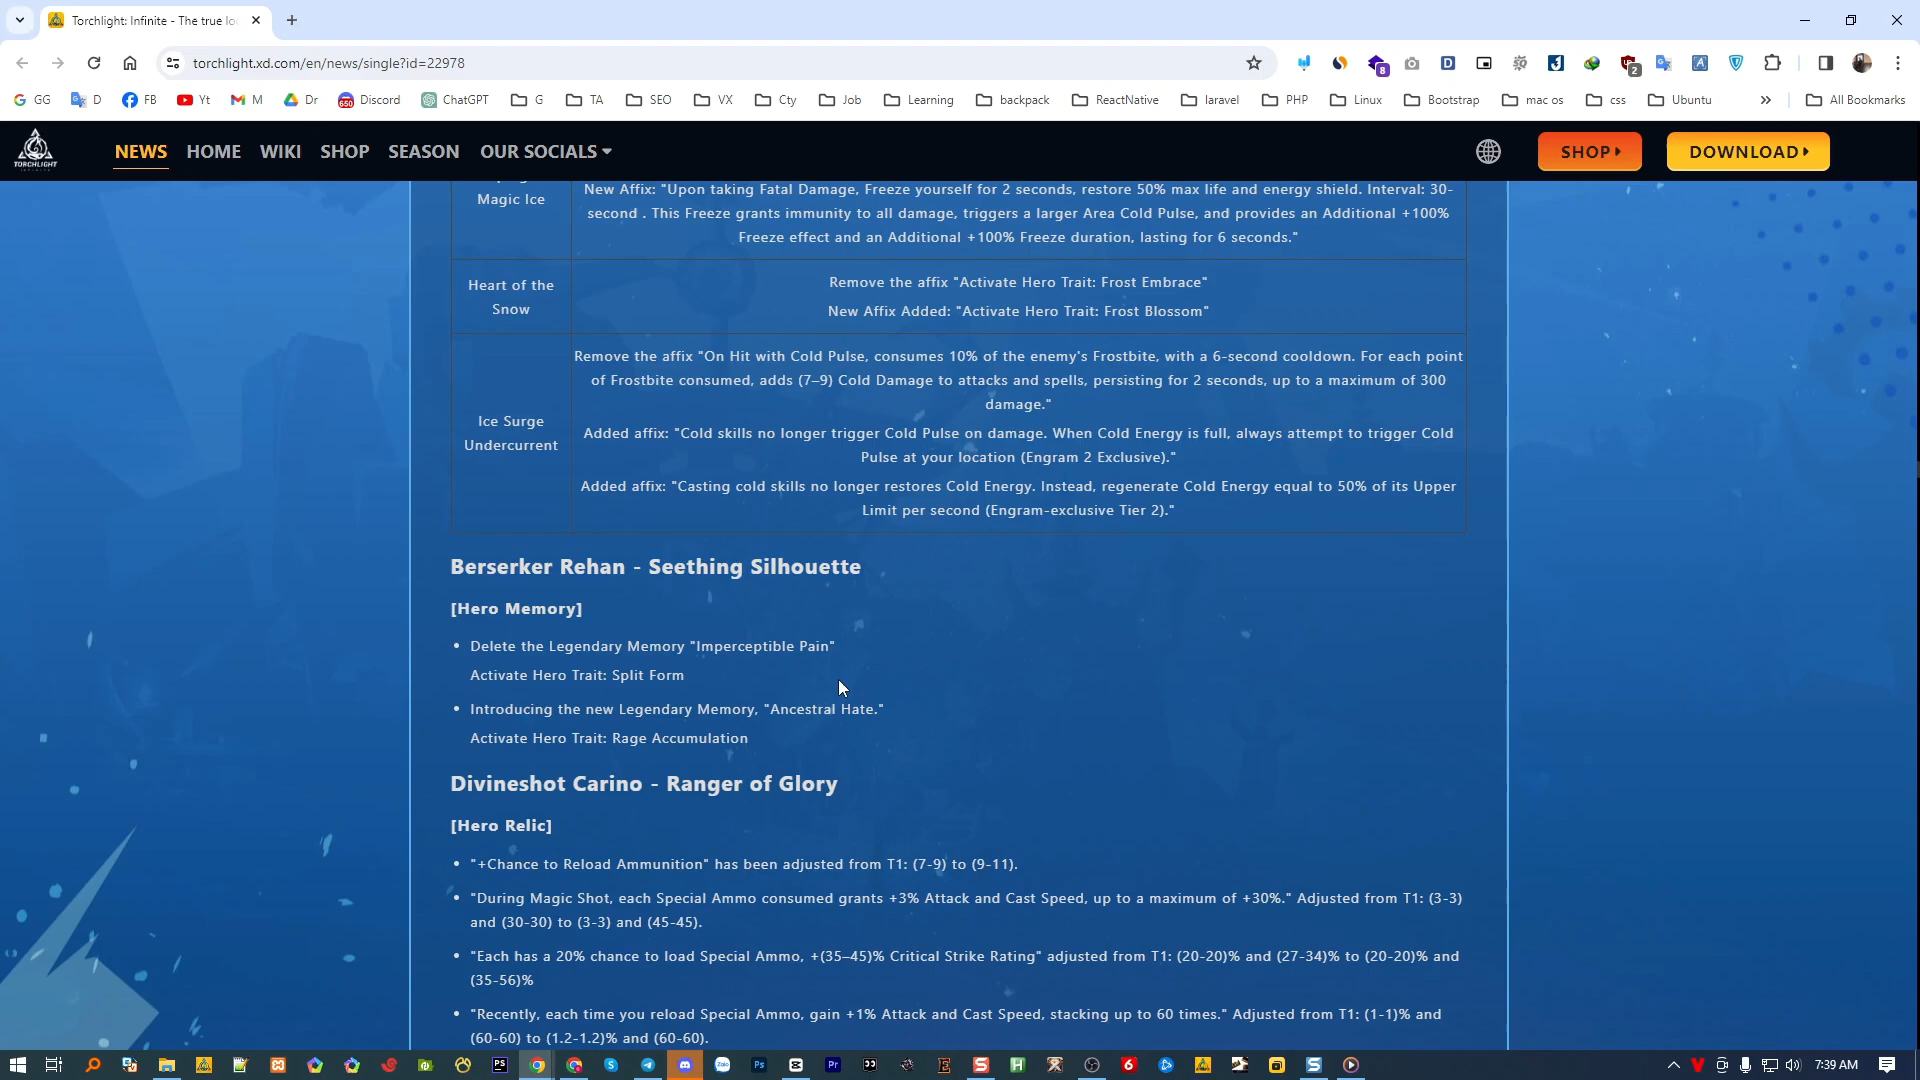 Torchlight: Infinite - The true lo
torchlight.xd.com/en/news/single?id=22978
8
2
GG
D
FB
Yt
M
Dr
Discord
ChatGPT
G
TA
SEO
VX
Cty
Job
Learning
backpack
ReactNative
laravel
PHP
Linux
Bootstrap
mac os
css
Ubuntu
All Bookmarks
TORCHLIGHT
NEWS
HOME
WIKI
SHOP
SEASON
OUR SOCIALS
SHOP
DOWNLOAD
Magic Ice
New Affix: "Upon taking Fatal Damage, Freeze yourself for 2 seconds, restore 50% max life and energy shield. Interval: 30-
second . This Freeze grants immunity to all damage, triggers a larger Area Cold Pulse, and provides an Additional +100%
Freeze effect and an Additional +100% Freeze duration, lasting for 6 seconds."
Heart of the
Snow
Remove the affix "Activate Hero Trait: Frost Embrace"
New Affix Added: "Activate Hero Trait: Frost Blossom"
Ice Surge
Undercurrent
Remove the affix "On Hit with Cold Pulse, consumes 10% of the enemy's Frostbite, with a 6-second cooldown. For each point
of Frostbite consumed, adds (7–9) Cold Damage to attacks and spells, persisting for 2 seconds, up to a maximum of 300
damage."
Added affix: "Cold skills no longer trigger Cold Pulse on damage. When Cold Energy is full, always attempt to trigger Cold
Pulse at your location (Engram 2 Exclusive)."
Added affix: "Casting cold skills no longer restores Cold Energy. Instead, regenerate Cold Energy equal to 50% of its Upper
Limit per second (Engram-exclusive Tier 2)."
Berserker Rehan - Seething Silhouette
[Hero Memory]
• Delete the Legendary Memory "Imperceptible Pain"
Activate Hero Trait: Split Form
• Introducing the new Legendary Memory, "Ancestral Hate."
Activate Hero Trait: Rage Accumulation
Divineshot Carino - Ranger of Glory
[Hero Relic]
• "+Chance to Reload Ammunition" has been adjusted from T1: (7-9) to (9-11).
• "During Magic Shot, each Special Ammo consumed grants +3% Attack and Cast Speed, up to a maximum of +30%." Adjusted from T1: (3-3)
and (30-30) to (3-3) and (45-45).
• "Each has a 20% chance to load Special Ammo, +(35–45)% Critical Strike Rating" adjusted from T1: (20-20)% and (27-34)% to (20-20)% and
(35-56)%
• "Recently, each time you reload Special Ammo, gain +1% Attack and Cast Speed, stacking up to 60 times." Adjusted from T1: (1-1)% and
(60-60) to (1.2-1.2)% and (60-60).
7:39 AM